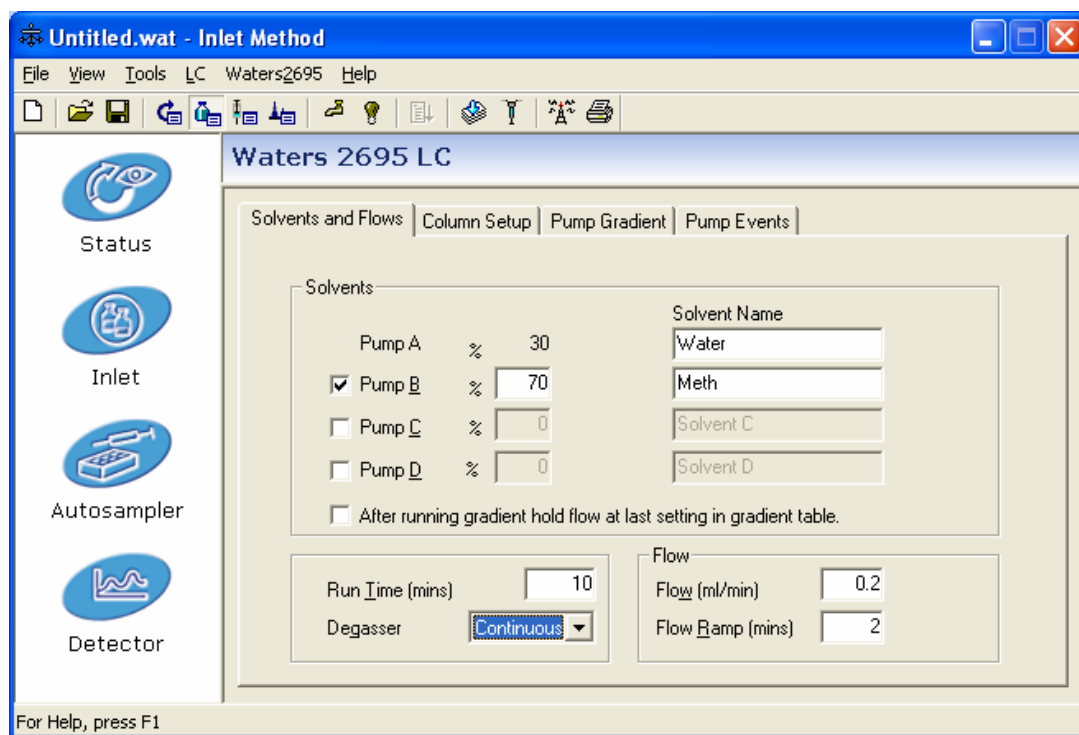 Untitled.wat - Inlet Method
File View Tools LC Waters2695 Help
Waters 2695 LC
Status
Inlet
Autosampler
Detector
Solvents and Flows Column Setup Pump Gradient Pump Events
Solvents
Solvent Name
Pump A % 30 Water
Pump B % 70 Meth
Pump C % 0 Solvent C
Pump D % 0 Solvent D
After running gradient hold flow at last setting in gradient table.
Run Time (mins) 10
Degasser Continuous
Flow
Flow (ml/min) 0.2
Flow Ramp (mins) 2
For Help, press F1